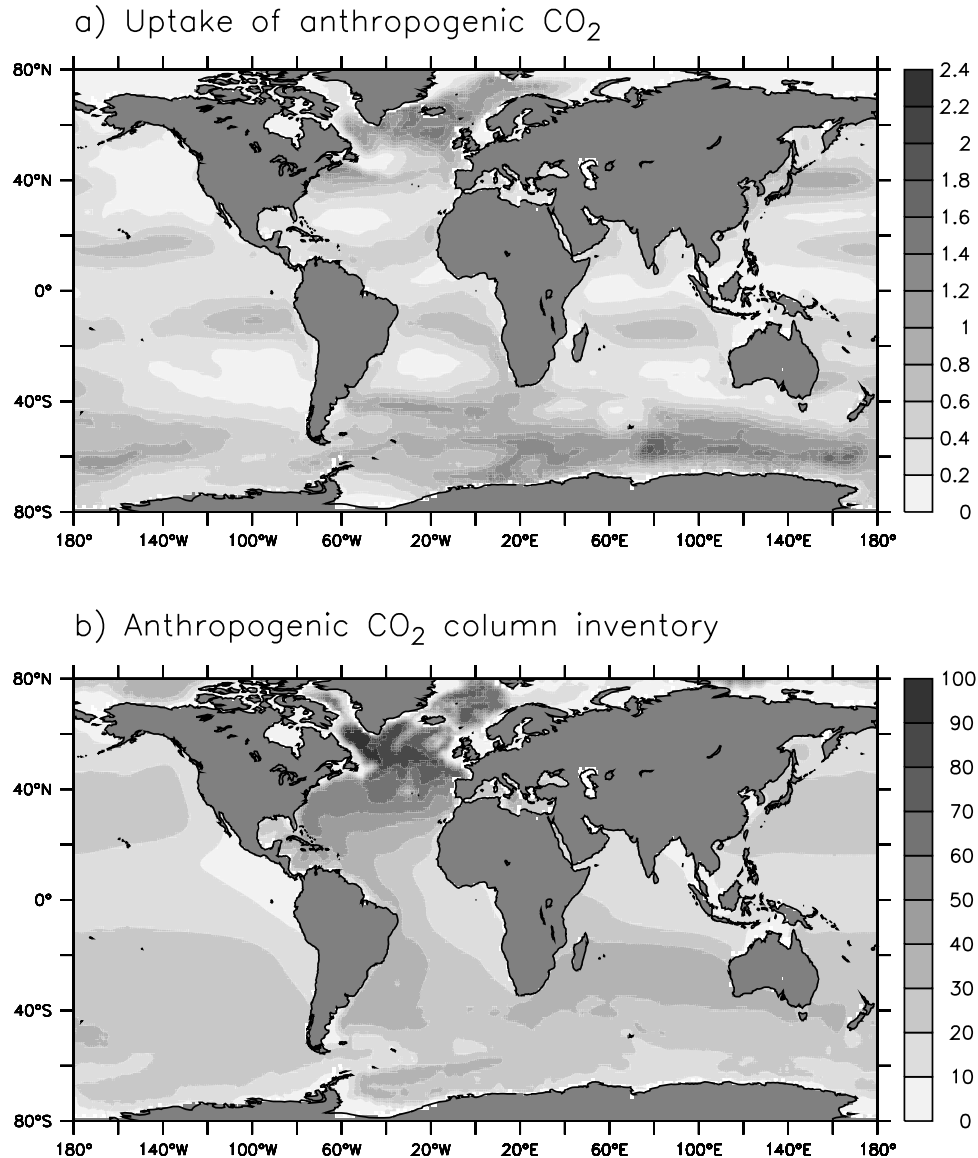 a) Uptake of anthropogenic CO₂
80°N
40°N
0°
40°S
80°S
180° 140°W 100°W 60°W 20°W 20°E 60°E 100°E 140°E 180°
2.4
2.2
2
1.8
1.6
1.4
1.2
1
0.8
0.6
0.4
0.2
0
b) Anthropogenic CO₂ column inventory
80°N
40°N
0°
40°S
80°S
180° 140°W 100°W 60°W 20°W 20°E 60°E 100°E 140°E 180°
100
90
80
70
60
50
40
30
20
10
0